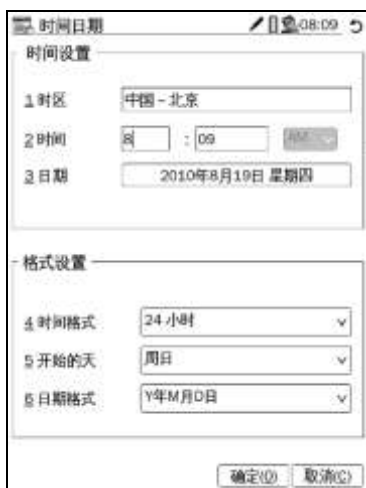 时间日期 08:09
时间设置
1 时区 中国 – 北京
2 时间 8 : 09
3 日期 2010年8月19日 星期四
格式设置
4 时间格式 24 小时
5 开始的天 周日
6 日期格式 Y年M月D日
确定(O) 取消(C)